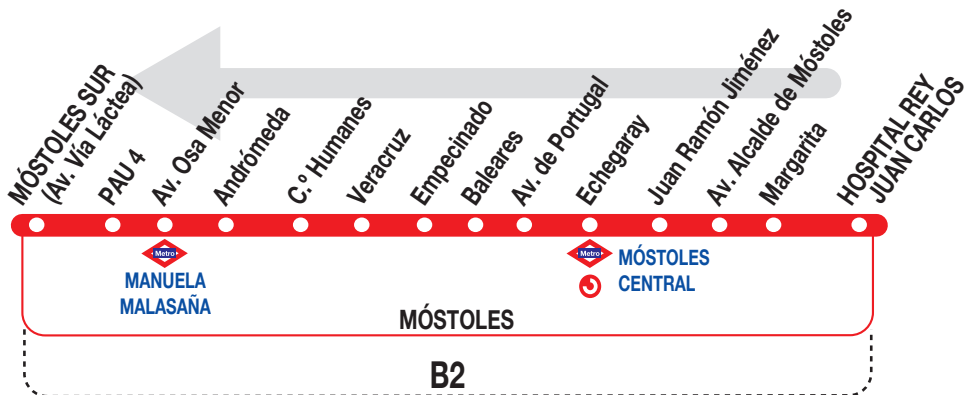 MÓSTOLES SUR
(Av. Vía Láctea)
PAU 4
Av. Osa Menor
Andrómeda
C.º Humanes
Veracruz
Empecinado
Baleares
Av. de Portugal
Echegaray
Juan Ramón Jiménez
Av. Alcalde de Móstoles
Margarita
HOSPITAL REY
JUAN CARLOS
Metro
MANUELA
MALASAÑA
Metro
MÓSTOLES
CENTRAL
MÓSTOLES
B2